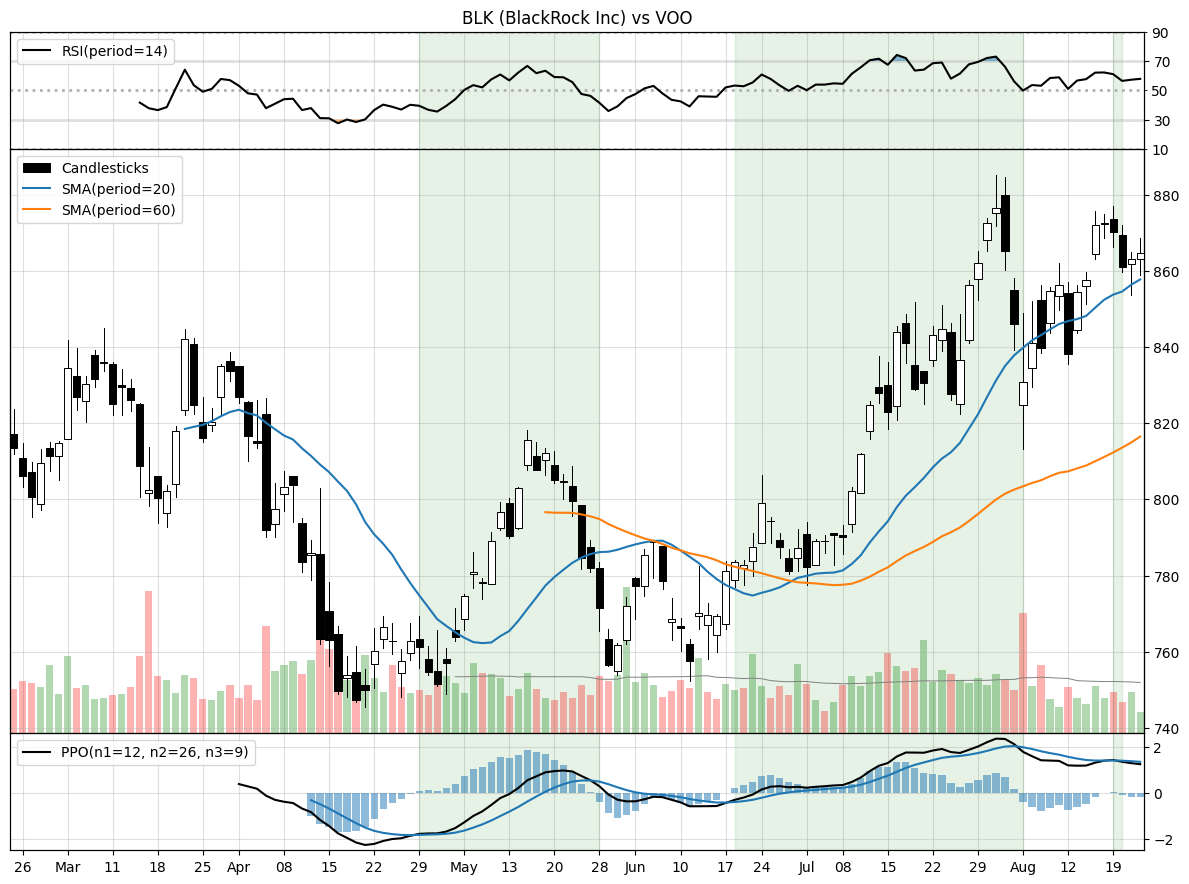 BLK (BlackRock Inc) vs VOO
RSI(period=14)
90
70
50
30
10
Candlesticks
SMA(period=20)
SMA(period=60)
880
860
840
820
800
780
760
740
PPO(n1=12, n2=26, n3=9)
2
0
−2
26 Mar 11 18 25 Apr 08 15 22 29 May 13 20 28 Jun 10 17 24 Jul 08 15 22 29 Aug 12 19